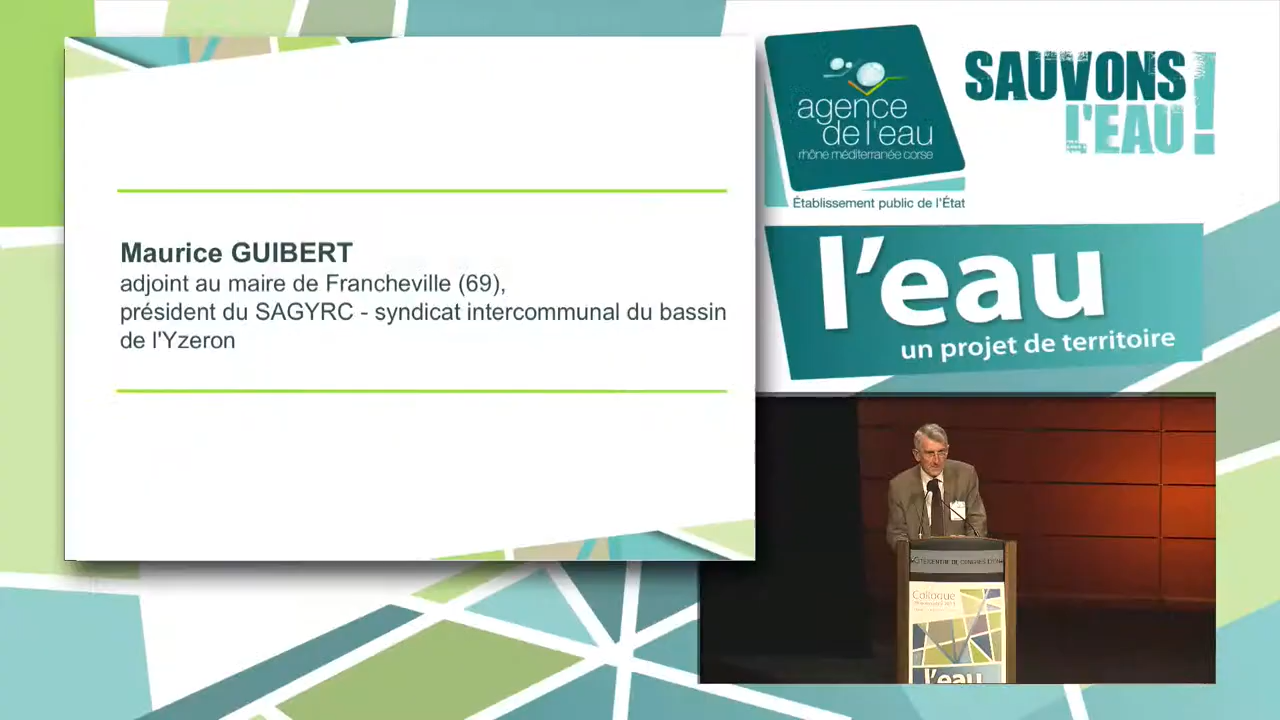 Maurice GUIBERT
adjoint au maire de Francheville (69),
président du SAGYRC - syndicat intercommunal du bassin
de l'Yzeron
agence
de l'eau
rhône méditerranée corse
Établissement public de l'État
SAUVONS
L'EAU!
l'eau
un projet de territoire
Colloque
l'eau